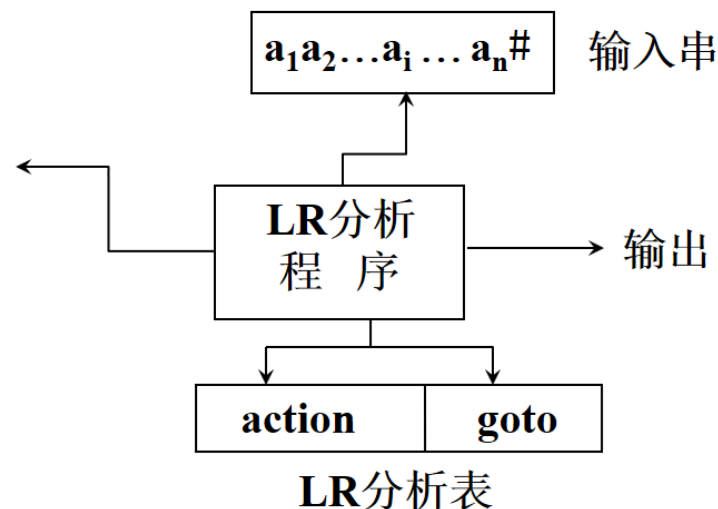 a₁a₂…aᵢ… aₙ# 输入串
LR分析
程 序
输出
action goto
LR分析表